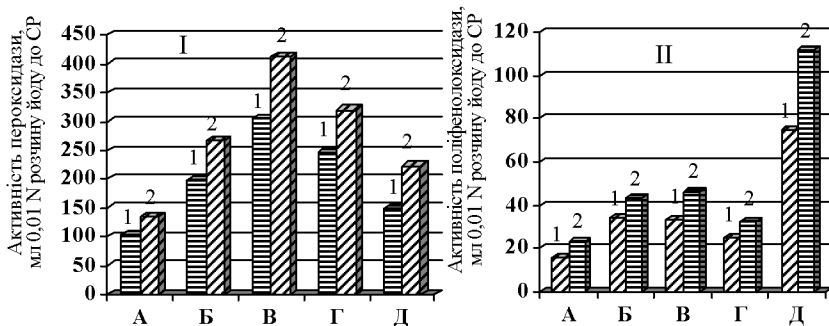 Активність пероксидази,
мл 0,01 N розчину йоду до СР
450
400
350
300
250
200
150
100
50
0
I
1
2
1
2
1
2
1
2
1
2
А
Б
В
Г
Д
Активність поліфенолоксидази,
мл 0,01 N розчину йоду до СР
120
100
80
60
40
20
0
II
1
2
1
2
1
2
1
2
1
2
А
Б
В
Г
Д